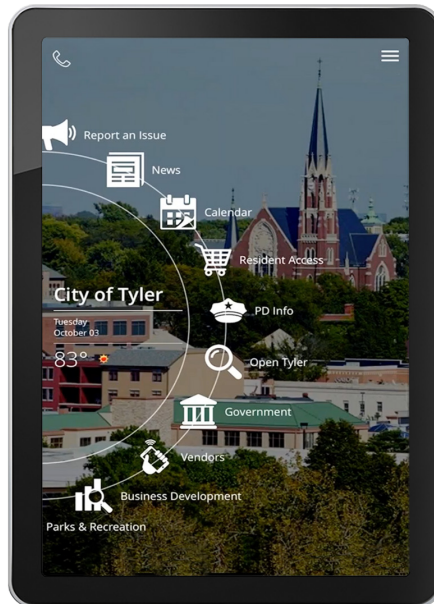 Report an Issue
News
Calendar
Resident Access
City of Tyler
PD Info
Tuesday
October 03
83°
Open Tyler
Government
Vendors
Business Development
Parks & Recreation